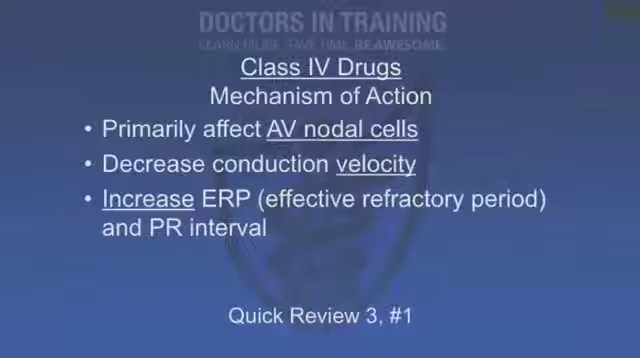 DOCTORS IN TRAINING
LEARN MORE. SAVE TIME. BE AWESOME.
Class IV Drugs
Mechanism of Action
• Primarily affect AV nodal cells
• Decrease conduction velocity
• Increase ERP (effective refractory period)
and PR interval
Quick Review 3, #1